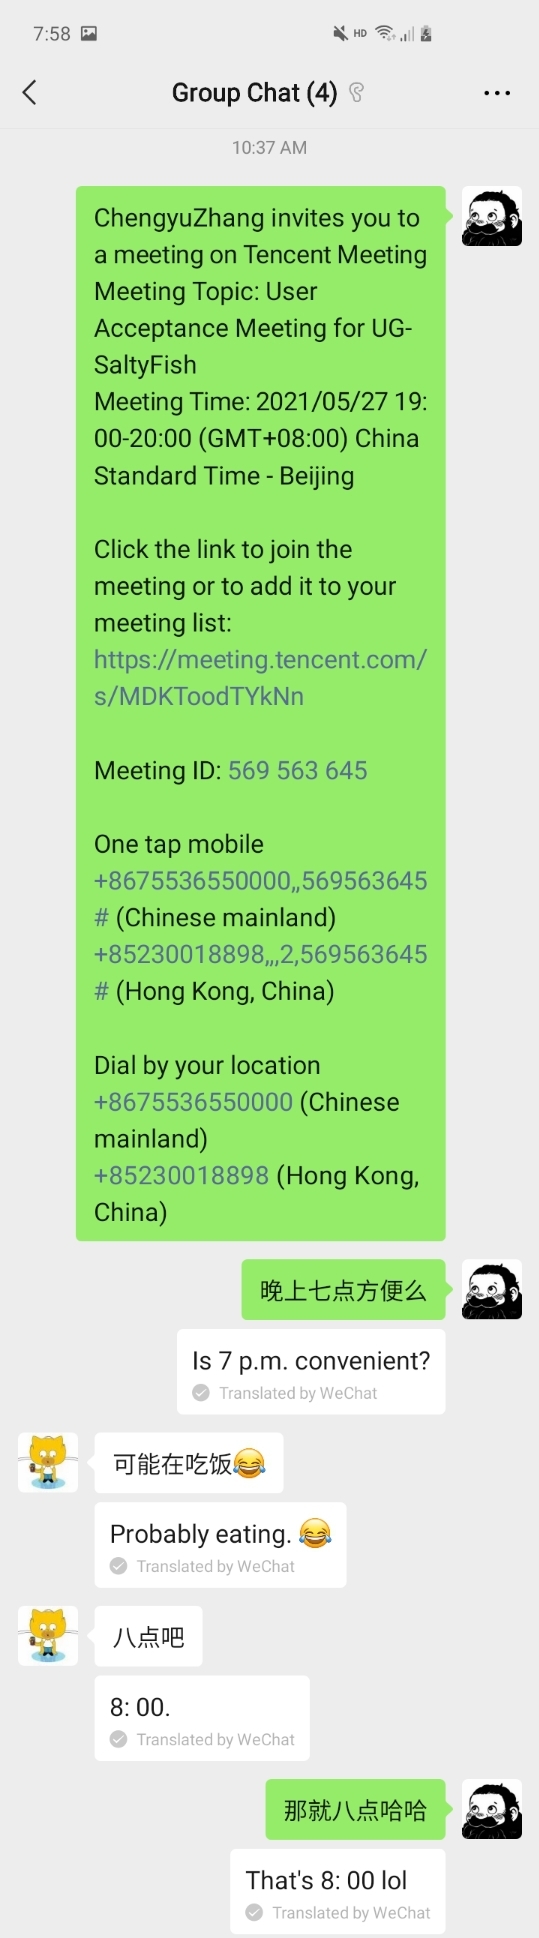 7:58 HD
Group Chat (4)
10:37 AM
ChengyuZhang invites you to
a meeting on Tencent Meeting
Meeting Topic: User
Acceptance Meeting for UG-
SaltyFish
Meeting Time: 2021/05/27 19:
00-20:00 (GMT+08:00) China
Standard Time - Beijing
Click the link to join the
meeting or to add it to your
meeting list:
https://meeting.tencent.com/
s/MDKToodTYkNn
Meeting ID: 569 563 645
One tap mobile
+8675536550000,,569563645
# (Chinese mainland)
+85230018898,,,2,569563645
# (Hong Kong, China)
Dial by your location
+8675536550000 (Chinese
mainland)
+85230018898 (Hong Kong,
China)
晚上七点方便么
Is 7 p.m. convenient?
Translated by WeChat
可能在吃饭😂
Probably eating. 😂
Translated by WeChat
八点吧
8: 00.
Translated by WeChat
那就八点哈哈
That's 8: 00 lol
Translated by WeChat